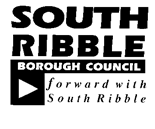 SOUTH
RIBBLE
BOROUGH COUNCIL
forward with
South Ribble